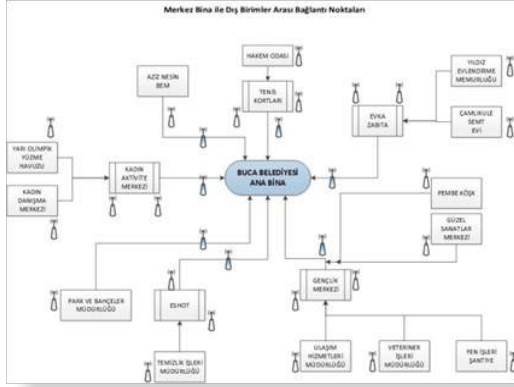 Merkez Bina ile Dış Birimler Arası Bağlantı Noktaları
HAKEM ODASI
AZİZ NESİN
BEM
TENİS
KORTLARI
YILDIZ
EVLENDİRME
MEMURLUĞU
EVKA
ZABITA
ÇAMLIKULE
SEMT
EVİ
YARI OLİMPİK
YÜZME
HAVUZU
KADIN
AKTİVİTE
MERKEZİ
BUCA BELEDİYESİ
ANA BİNA
KADIN
DANIŞMA
MERKEZİ
PEMBE KÖŞK
GÜZEL
SANATLAR
MERKEZİ
GENÇLİK
MERKEZİ
PARK VE BAHÇELER
MÜDÜRLÜĞÜ
ESHOT
TEMİZLİK İŞLERİ
MÜDÜRLÜĞÜ
ULAŞIM
HİZMETLERİ
MÜDÜRLÜĞÜ
VETERİNER
İŞLERİ
MÜDÜRLÜĞÜ
FEN İŞLERİ
ŞANTİYE